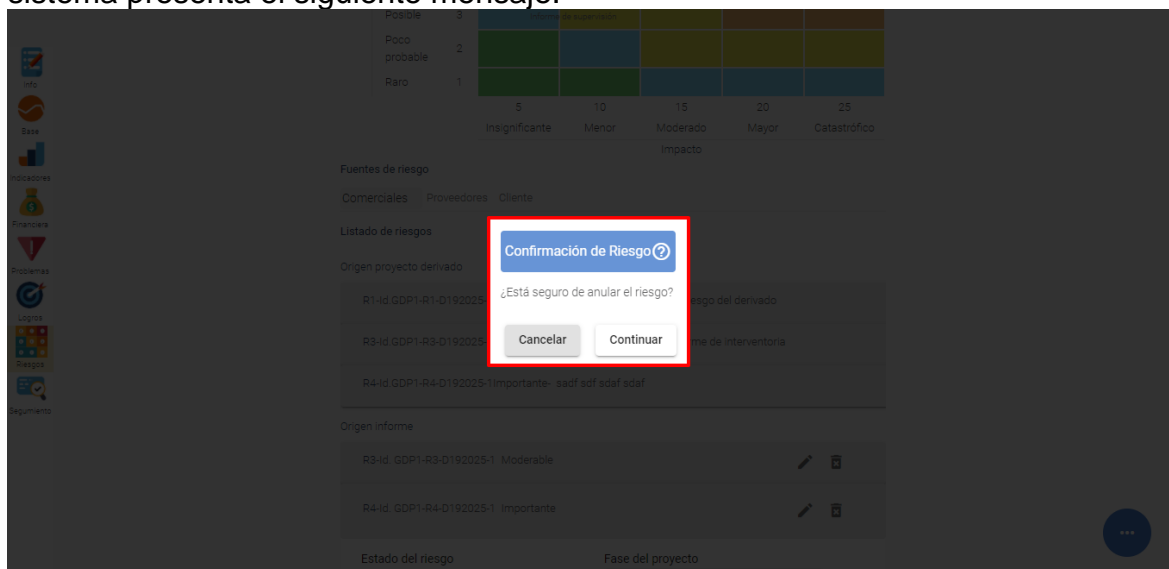 sistema presenta el siguiente mensaje:
Posible 3
Informe de supervisión
Poco probable 2
Raro 1
5 10 15 20 25
Insignificante Menor Moderado Mayor Catastrófico
Impacto
Info
Base
Indicadores
Financiera
Problemas
Logros
Riesgos
Seguimiento
Fuentes de riesgo
Comerciales Proveedores Cliente
Listado de riesgos
Origen proyecto derivado
R1-Id.GDP1-R1-D192025- esgo del derivado
R3-Id.GDP1-R3-D192025- me de interventoria
R4-Id.GDP1-R4-D192025-1Importante- sadf sdf sdaf sdaf
Confirmación de Riesgo?
¿Está seguro de anular el riesgo?
Cancelar Continuar
Origen informe
R3-Id. GDP1-R3-D192025-1 Moderable
R4-Id. GDP1-R4-D192025-1 Importante
Estado del riesgo Fase del proyecto